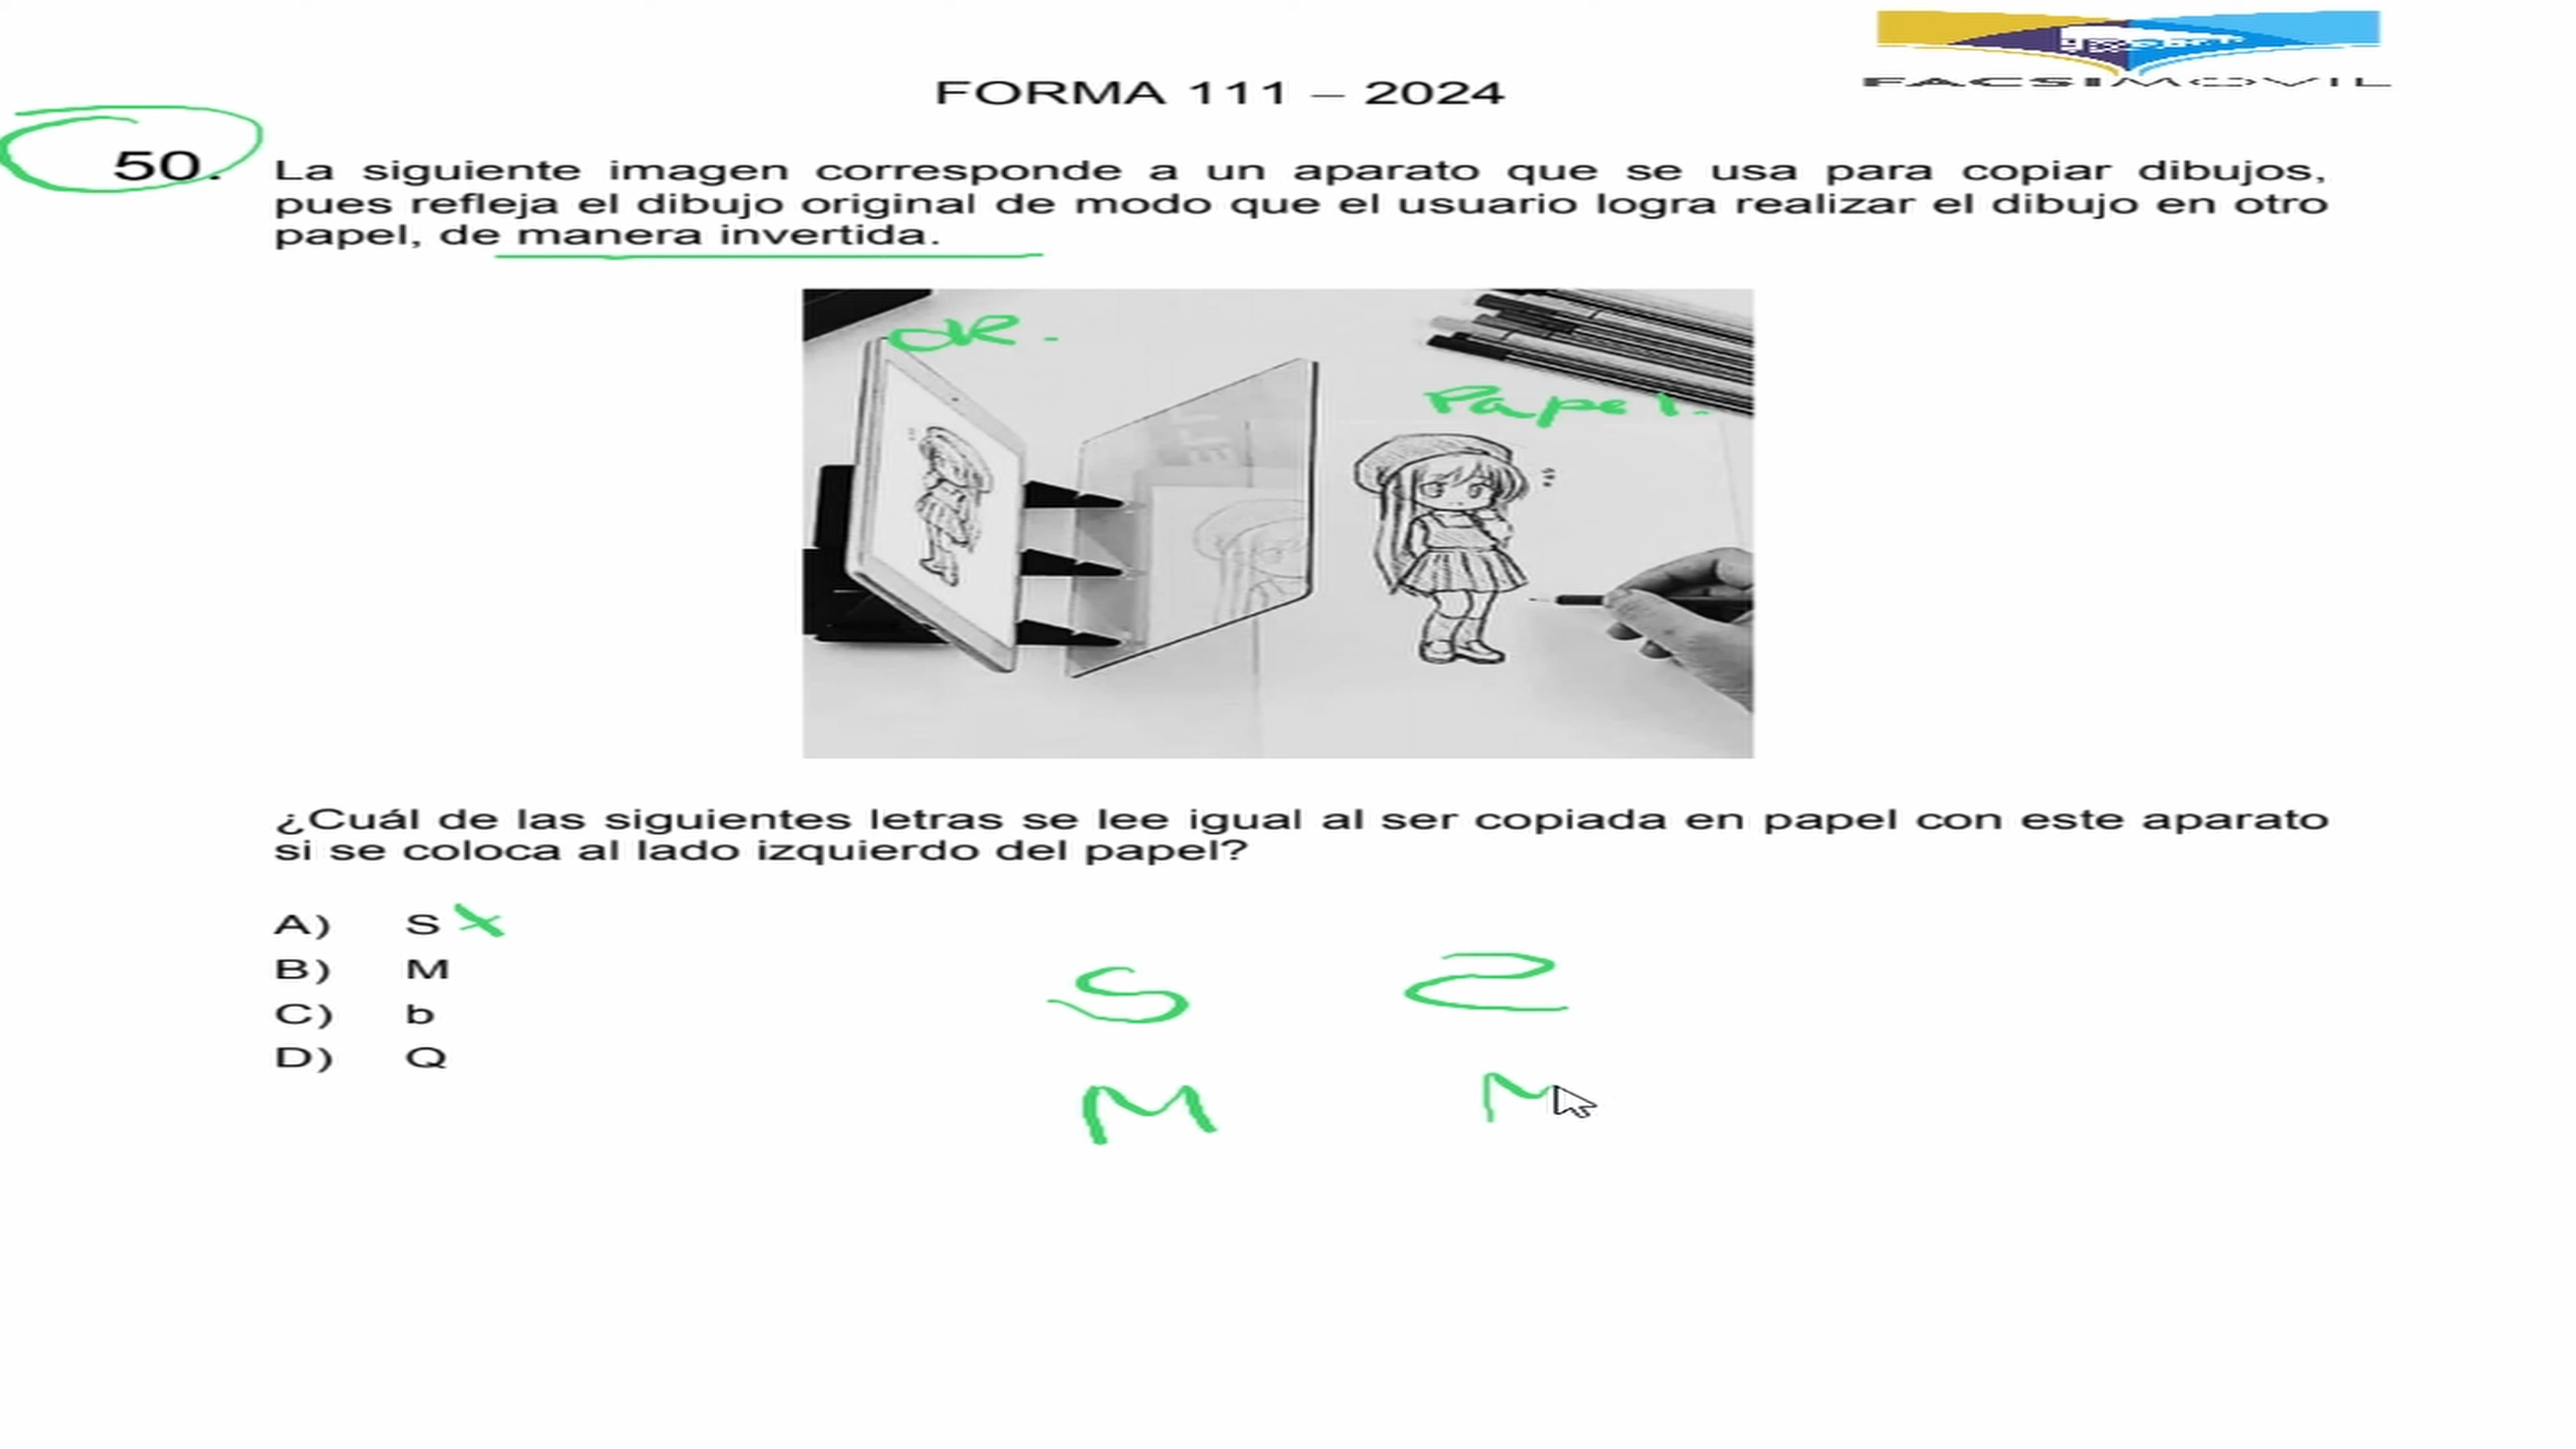 FACSIMOVIL
FORMA 111 – 2024
50. La siguiente imagen corresponde a un aparato que se usa para copiar dibujos,
pues refleja el dibujo original de modo que el usuario logra realizar el dibujo en otro
papel, de manera invertida.
OR.
Papel.
¿Cuál de las siguientes letras se lee igual al ser copiada en papel con este aparato
si se coloca al lado izquierdo del papel?
A) S x
B) M
C) b
D) Q
S
M